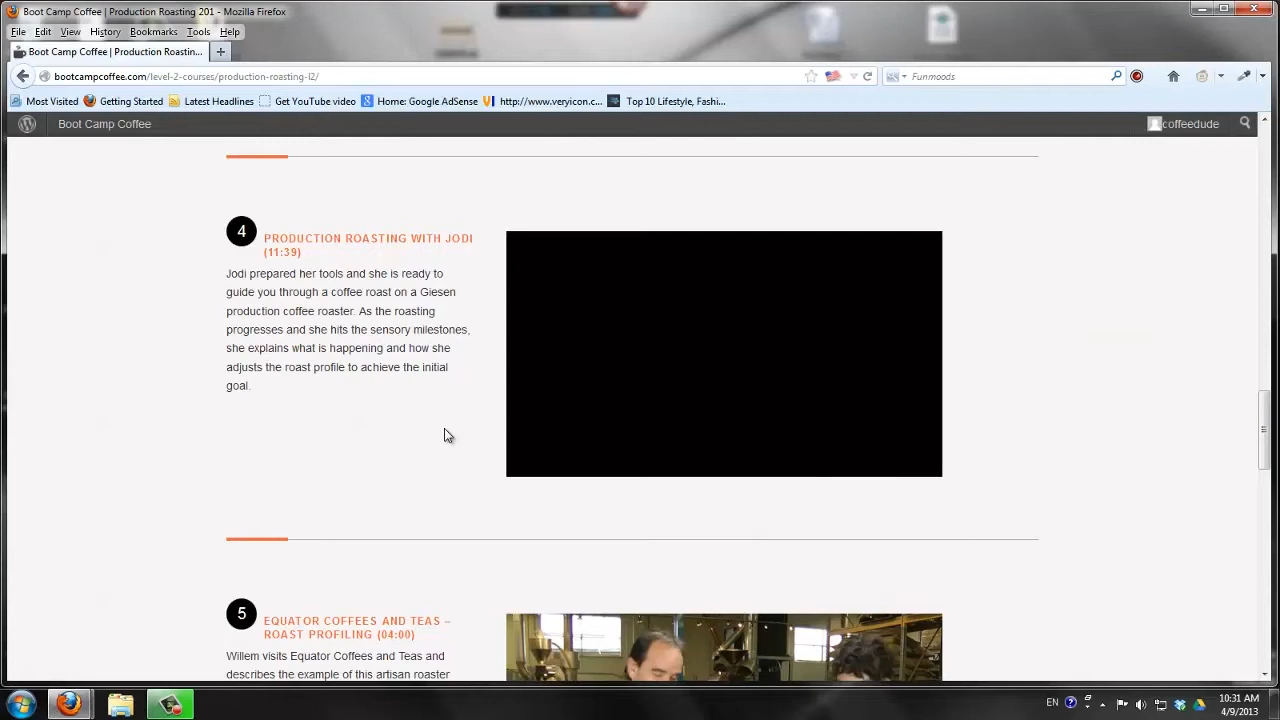 Boot Camp Coffee | Production Roasting 201 - Mozilla Firefox
File Edit View History Bookmarks Tools Help
Boot Camp Coffee | Production Roastin... +
bootcampcoffee.com/level-2-courses/production-roasting-l2/ Funmoods
Most Visited Getting Started Latest Headlines Get YouTube video Home: Google AdSense http://www.veryicon.c... Top 10 Lifestyle, Fashi...
Boot Camp Coffee coffeedude
4 PRODUCTION ROASTING WITH JODI
(11:39)
Jodi prepared her tools and she is ready to
guide you through a coffee roast on a Giesen
production coffee roaster. As the roasting
progresses and she hits the sensory milestones,
she explains what is happening and how she
adjusts the roast profile to achieve the initial
goal.
5 EQUATOR COFFEES AND TEAS –
ROAST PROFILING (04:00)
Willem visits Equator Coffees and Teas and
describes the example of this artisan roaster
EN 10:31 AM
4/9/2013